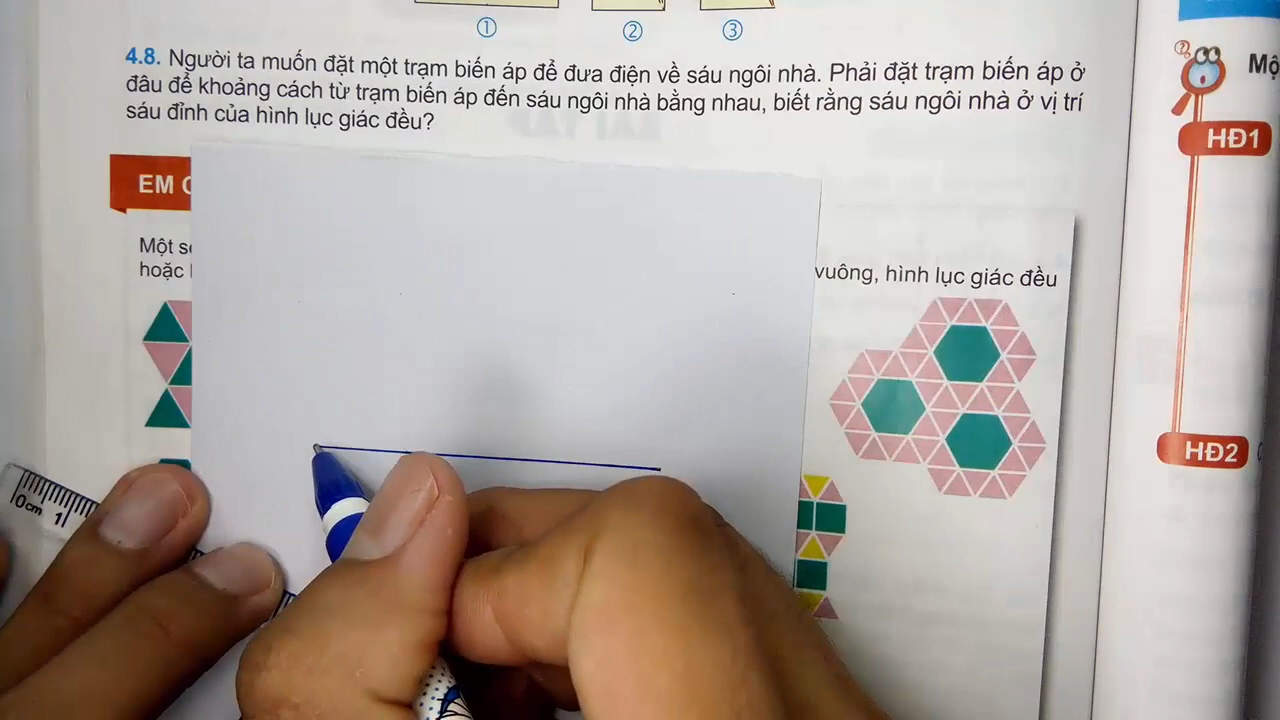 ① ② ③
4.8. Người ta muốn đặt một trạm biến áp để đưa điện về sáu ngôi nhà. Phải đặt trạm biến áp ở
đâu để khoảng cách từ trạm biến áp đến sáu ngôi nhà bằng nhau, biết rằng sáu ngôi nhà ở vị trí
sáu đỉnh của hình lục giác đều?
EM
Một
hoặc
vuông, hình lục giác đều
0cm 1
?
HĐ1
HĐ2